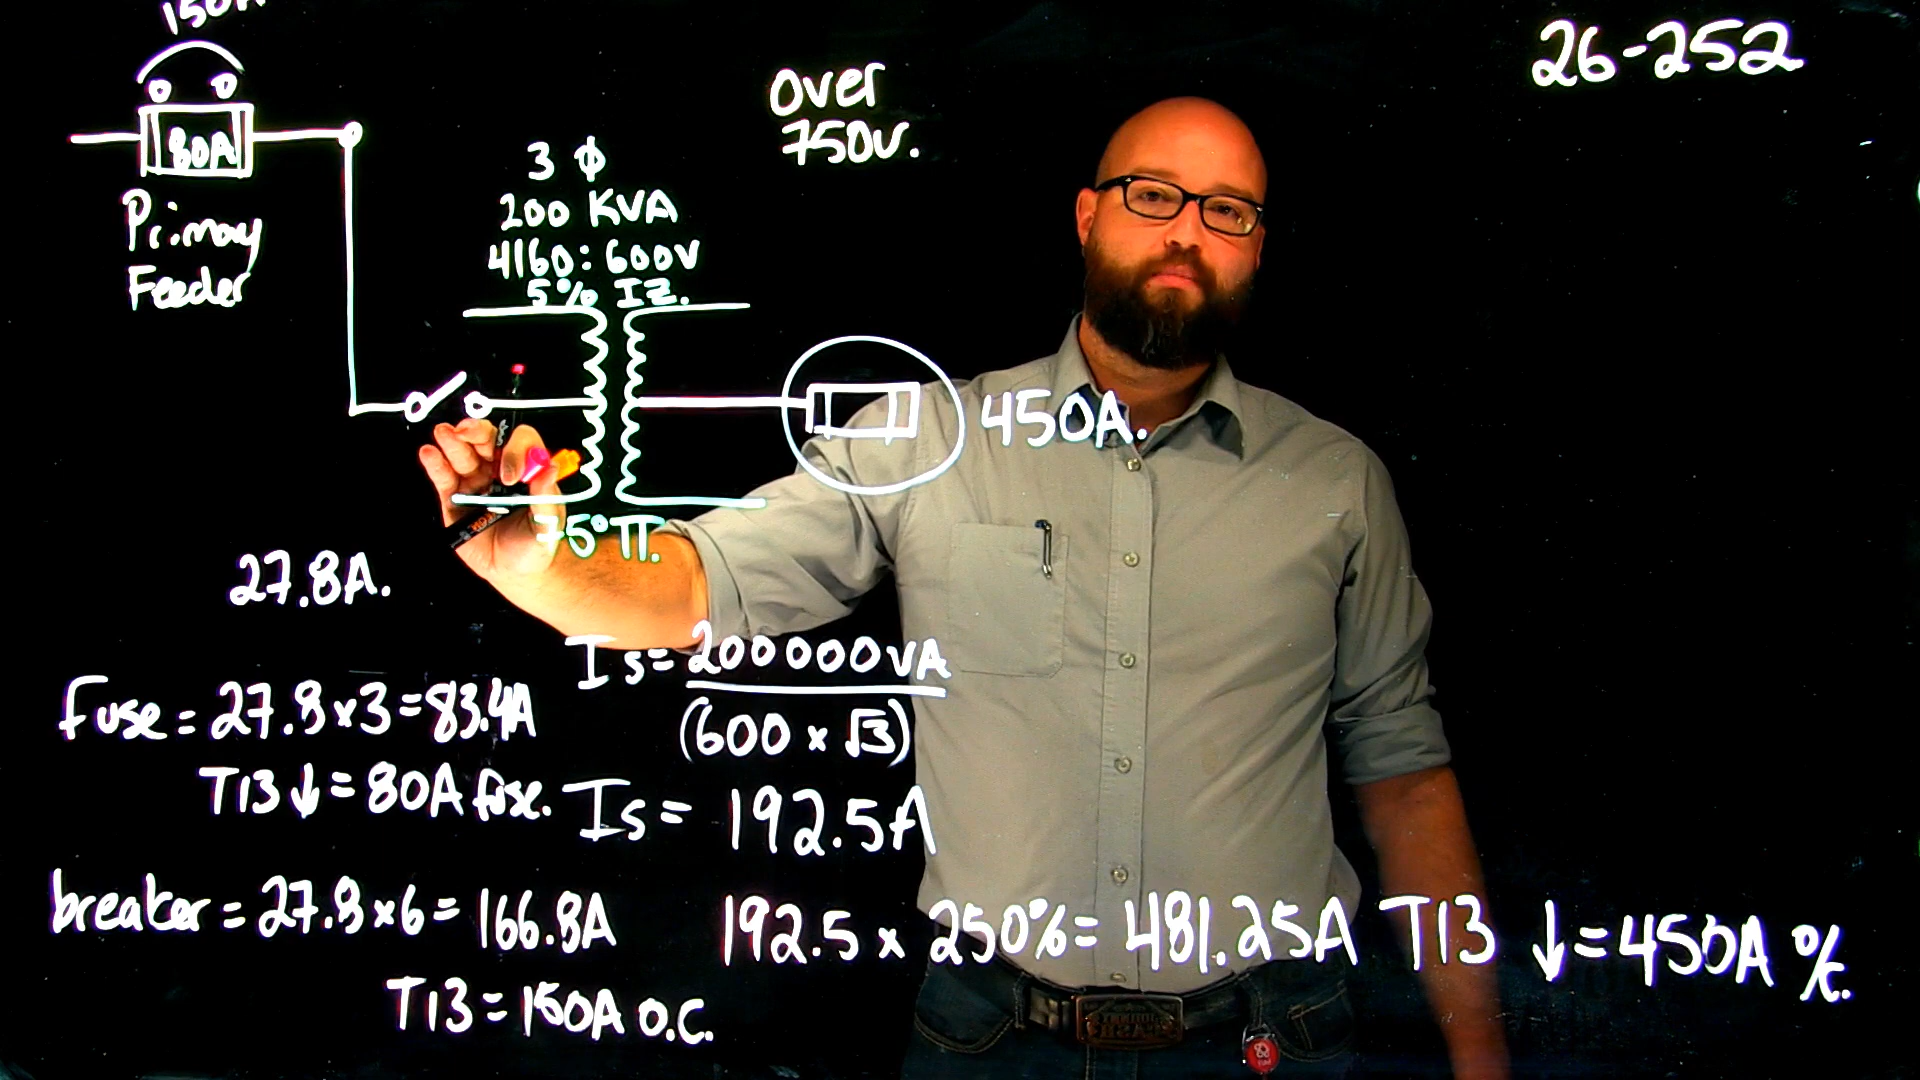 150A
80A
Primary
Feeder
26-252
Over
750v.
3 φ
200 KVA
4160:600V
5% IZ.
450A.
75°TT.
27.8A.
Fuse=27.8x3=83.4A
T13↓=80A fuse.
breaker=27.8x6=166.8A
T13=150A O.C.
Is=200000VA
(600 x √3)
Is= 192.5A
192.5 x 250%=481.25A T13 ↓=450A %.